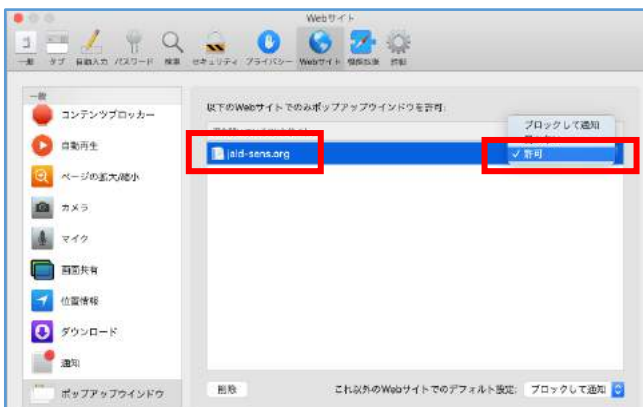 Webサイト
一般 タブ 自動入力 パスワード 検索 セキュリティ プライバシー Webサイト 機能拡張 詳細
一般
コンテンツブロッカー
自動再生
ページの拡大/縮小
カメラ
マイク
画面共有
位置情報
ダウンロード
通知
ポップアップウインドウ
以下のWebサイトでのみポップアップウインドウを許可:
jald-sens.org
ブロックして通知
✓ 許可
削除
これ以外のWebサイトでのデフォルト設定: ブロックして通知